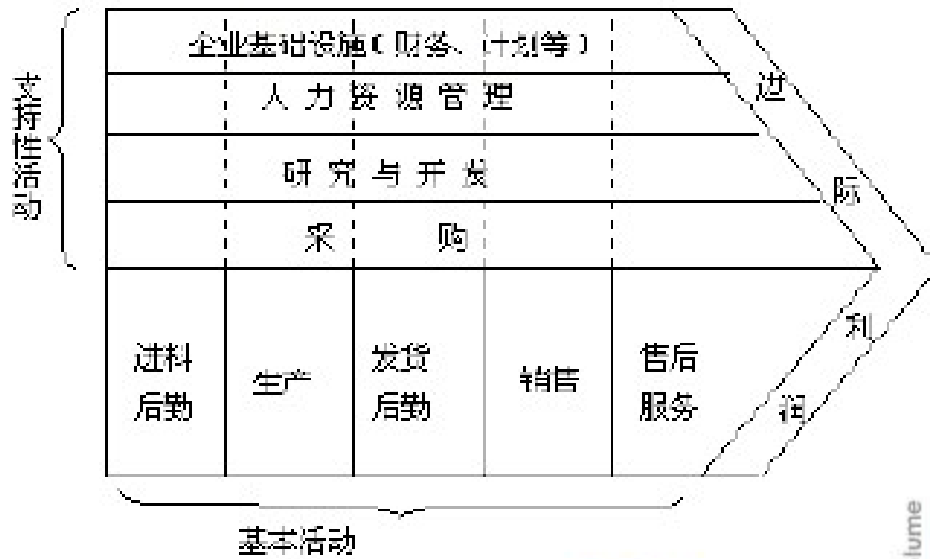 企业基础设施(财务、计划等)
人力资源管理
研究与开发
采购
支持性活动
进料
后勤
生产
发货
后勤
销售
售后
服务
边
际
利
润
基本活动
lume